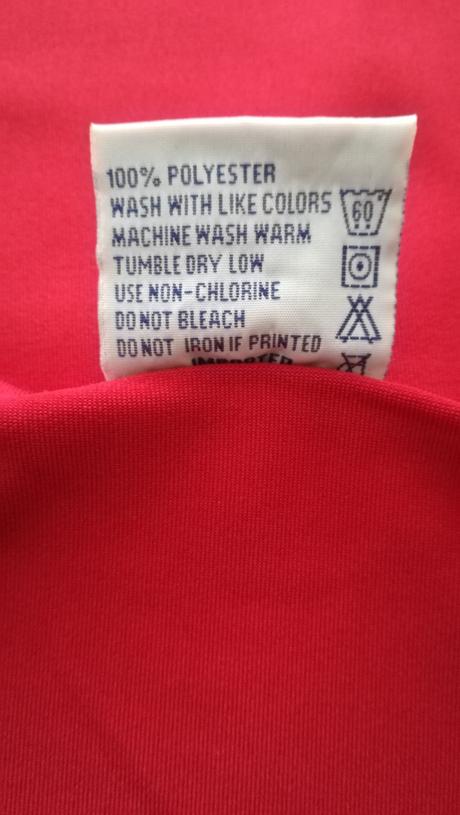 100% POLYESTER
WASH WITH LIKE COLORS
60
MACHINE WASH WARM
TUMBLE DRY LOW
USE NON-CHLORINE
DO NOT BLEACH
DO NOT IRON IF PRINTED
IMPORTED